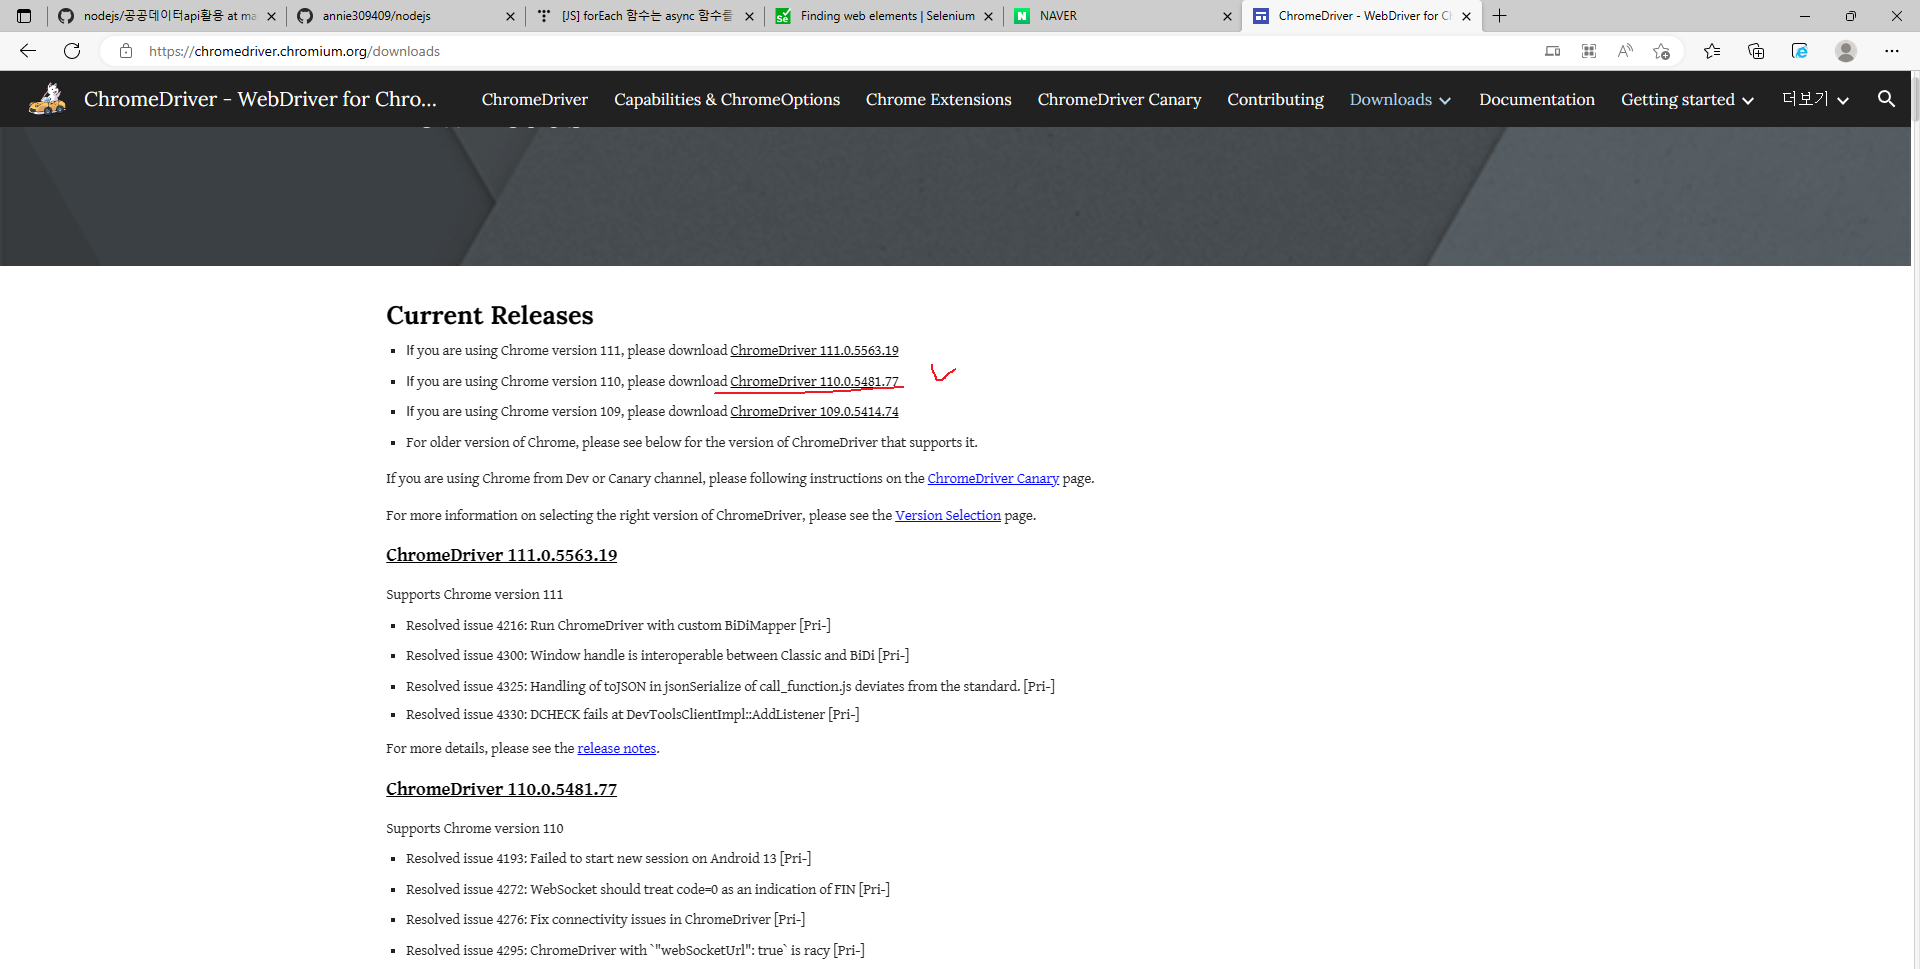 nodejs/공공데이터api활용 at ma
annie309409/nodejs
[JS] forEach 함수는 async 함수를
Finding web elements | Selenium
NAVER
ChromeDriver - WebDriver for Ch
https://chromedriver.chromium.org/downloads
ChromeDriver - WebDriver for Chro...
ChromeDriver
Capabilities & ChromeOptions
Chrome Extensions
ChromeDriver Canary
Contributing
Downloads
Documentation
Getting started
더보기
Current Releases
If you are using Chrome version 111, please download ChromeDriver 111.0.5563.19
If you are using Chrome version 110, please download ChromeDriver 110.0.5481.77
If you are using Chrome version 109, please download ChromeDriver 109.0.5414.74
For older version of Chrome, please see below for the version of ChromeDriver that supports it.
If you are using Chrome from Dev or Canary channel, please following instructions on the ChromeDriver Canary page.
For more information on selecting the right version of ChromeDriver, please see the Version Selection page.
ChromeDriver 111.0.5563.19
Supports Chrome version 111
Resolved issue 4216: Run ChromeDriver with custom BiDiMapper [Pri-]
Resolved issue 4300: Window handle is interoperable between Classic and BiDi [Pri-]
Resolved issue 4325: Handling of toJSON in jsonSerialize of call_function.js deviates from the standard. [Pri-]
Resolved issue 4330: DCHECK fails at DevToolsClientImpl::AddListener [Pri-]
For more details, please see the release notes.
ChromeDriver 110.0.5481.77
Supports Chrome version 110
Resolved issue 4193: Failed to start new session on Android 13 [Pri-]
Resolved issue 4272: WebSocket should treat code=0 as an indication of FIN [Pri-]
Resolved issue 4276: Fix connectivity issues in ChromeDriver [Pri-]
Resolved issue 4295: ChromeDriver with `"webSocketUrl": true` is racy [Pri-]